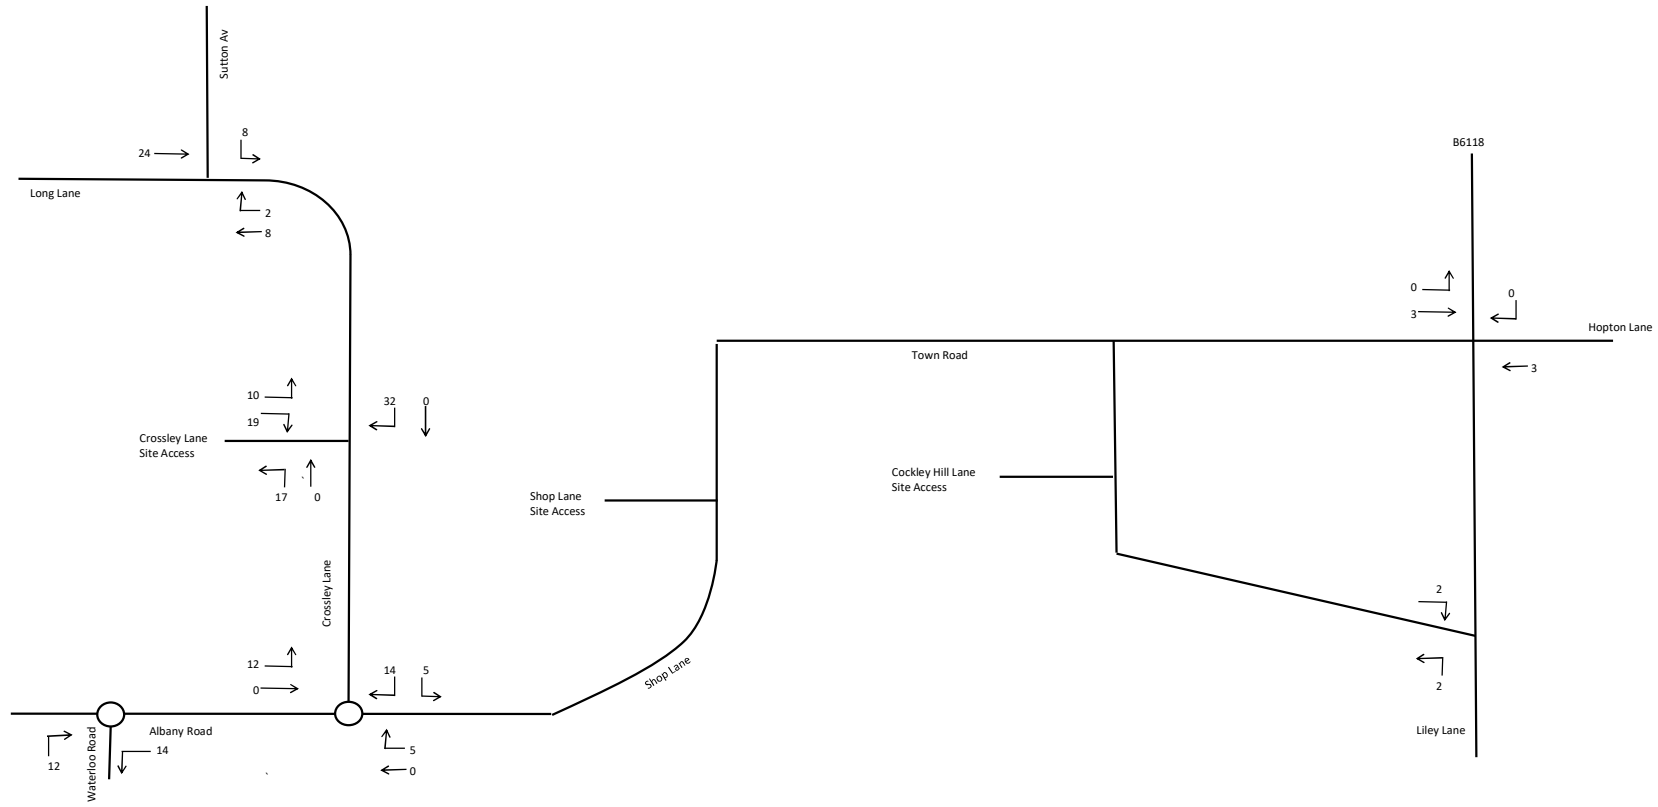 Sutton Av
8
24
B6118
Long Lane
2
8
0
0
3
Hopton Lane
Town Road
3
10
32
0
19
Crossley Lane
Site Access
Cockley Hill Lane
Site Access
17
0
Shop Lane
Site Access
Crossley Lane
2
12
14
5
0
Shop Lane
2
Albany Road
Liley Lane
Waterloo Road
14
5
12
0